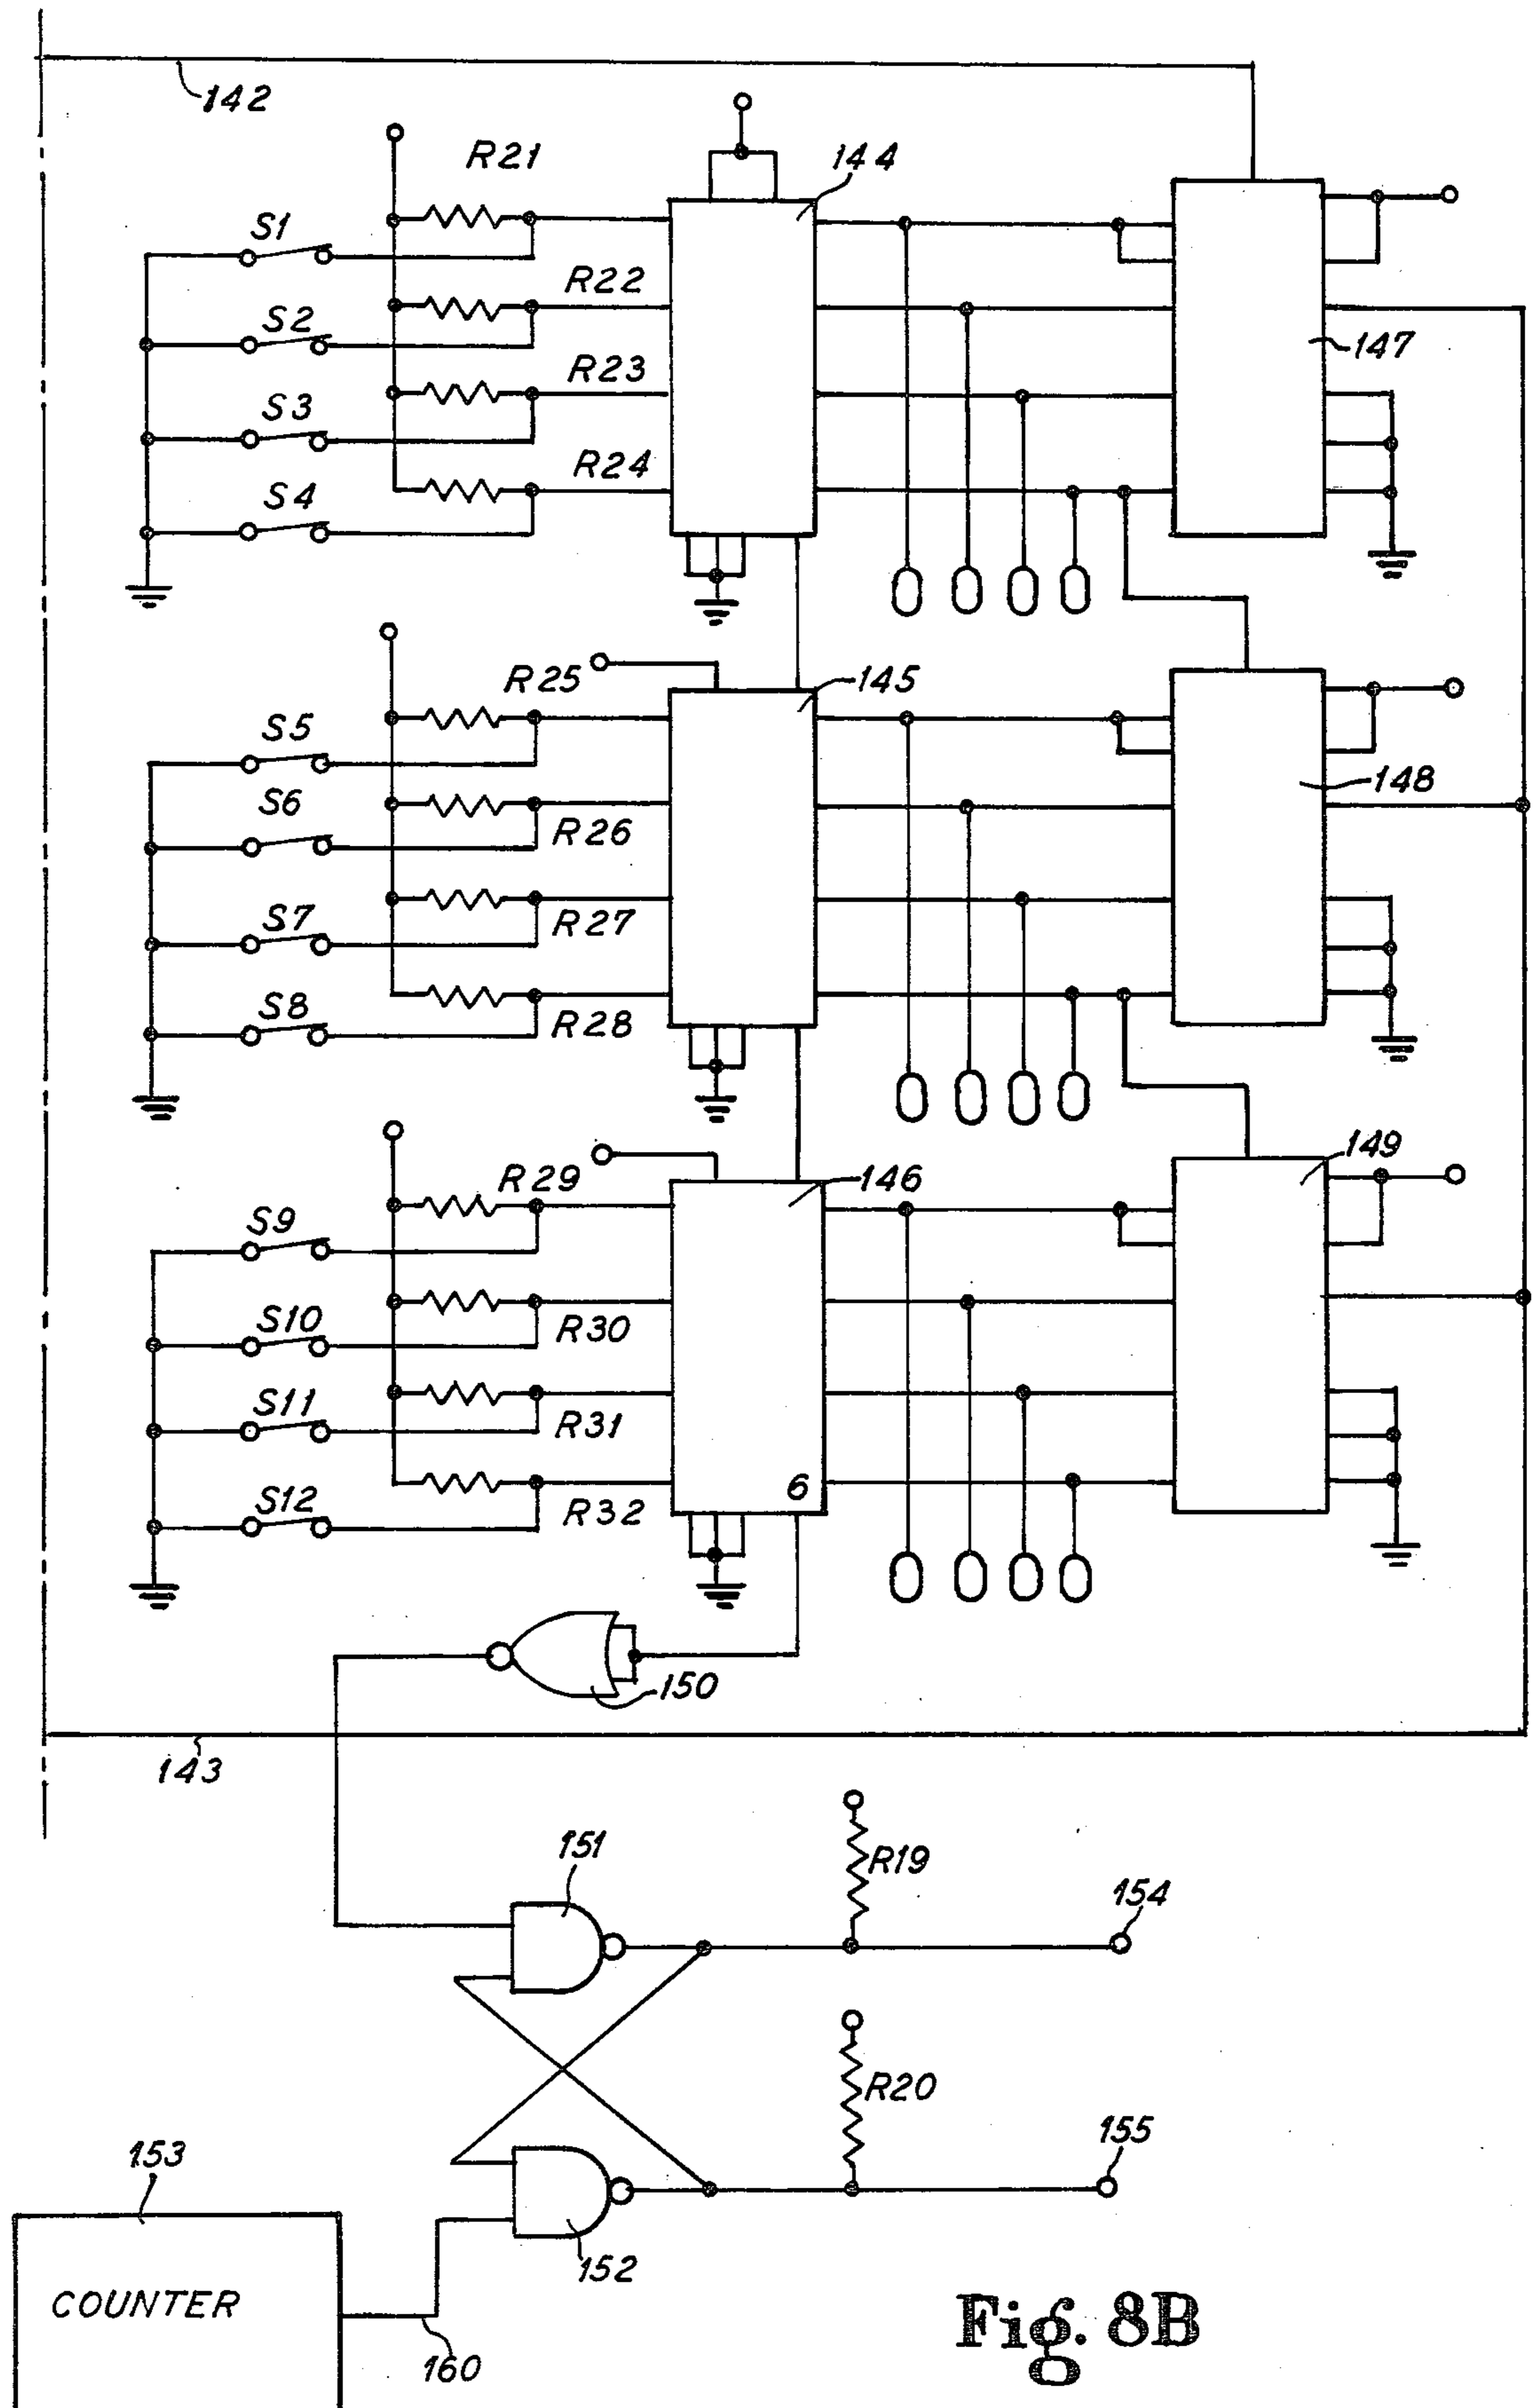 142
R21
144
S1
R22
S2
147
R23
S3
R24
S4
R25
145
S5
148
S6
R26
S7
R27
S8
R28
149
R29
146
S9
S10
R30
S11
R31
S12
6
R32
150
143
151
R19
154
R20
155
153
152
COUNTER
160
Fig. 8B